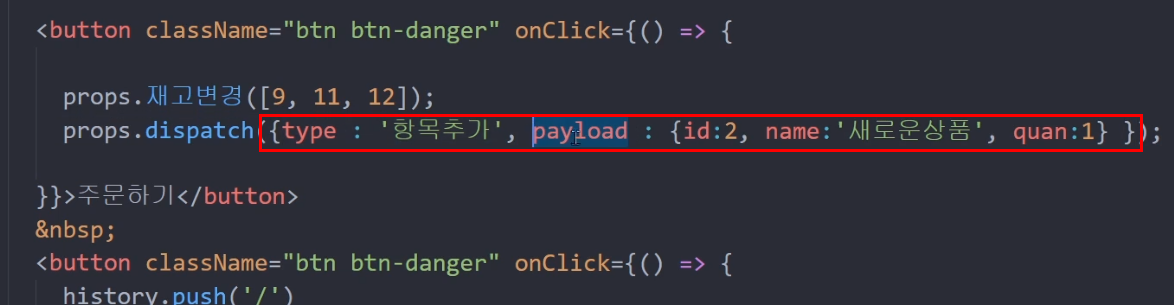 <button className="btn btn-danger" onClick={() => {
props.재고변경([9, 11, 12]);
props.dispatch({type : '항목추가', payload : {id:2, name:'새로운상품', quan:1} });
}}>주문하기</button>
&nbsp;
<button className="btn btn-danger" onClick={() => {
history.push('/')